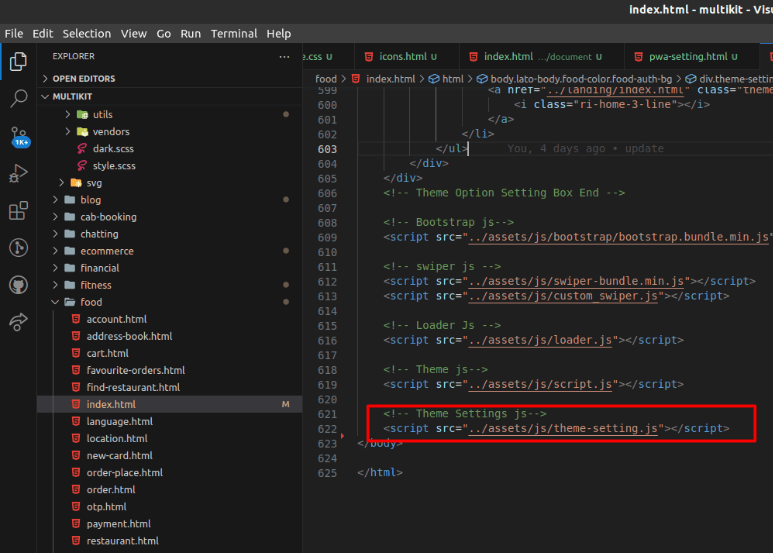 index.html - multikit - Visu
File Edit Selection View Go Run Terminal Help
EXPLORER
OPEN EDITORS
MULTIKIT
utils
vendors
dark.scss
style.scss
svg
blog
cab-booking
chatting
ecommerce
financial
fitness
food
account.html
address-book.html
cart.html
favourite-orders.html
find-restaurant.html
index.html M
language.html
location.html
new-card.html
order-place.html
order.html
otp.html
payment.html
restaurant.html
1K+
e.css U icons.html U index.html .../document U pwa-setting.html U
food > index.html > html > body.lato-body.food-color.food-auth-bg > div.theme-settin
599 <a href="../landing/index.html" class="theme
600 <i class="ri-home-3-line"></i>
601 </a>
602 </li>
603 </ul> You, 4 days ago • update
604 </div>
605 </div>
606 <!-- Theme Option Setting Box End -->
607
608 <!-- Bootstrap js-->
609 <script src="../assets/js/bootstrap/bootstrap.bundle.min.js"
610
611 <!-- swiper js -->
612 <script src="../assets/js/swiper-bundle.min.js"></script>
613 <script src="../assets/js/custom_swiper.js"></script>
614
615 <!-- Loader Js -->
616 <script src="../assets/js/loader.js"></script>
617
618 <!-- Theme js-->
619 <script src="../assets/js/script.js"></script>
620
621 <!-- Theme Settings js-->
622 <script src="../assets/js/theme-setting.js"></script>
623 </body>
624
625 </html>